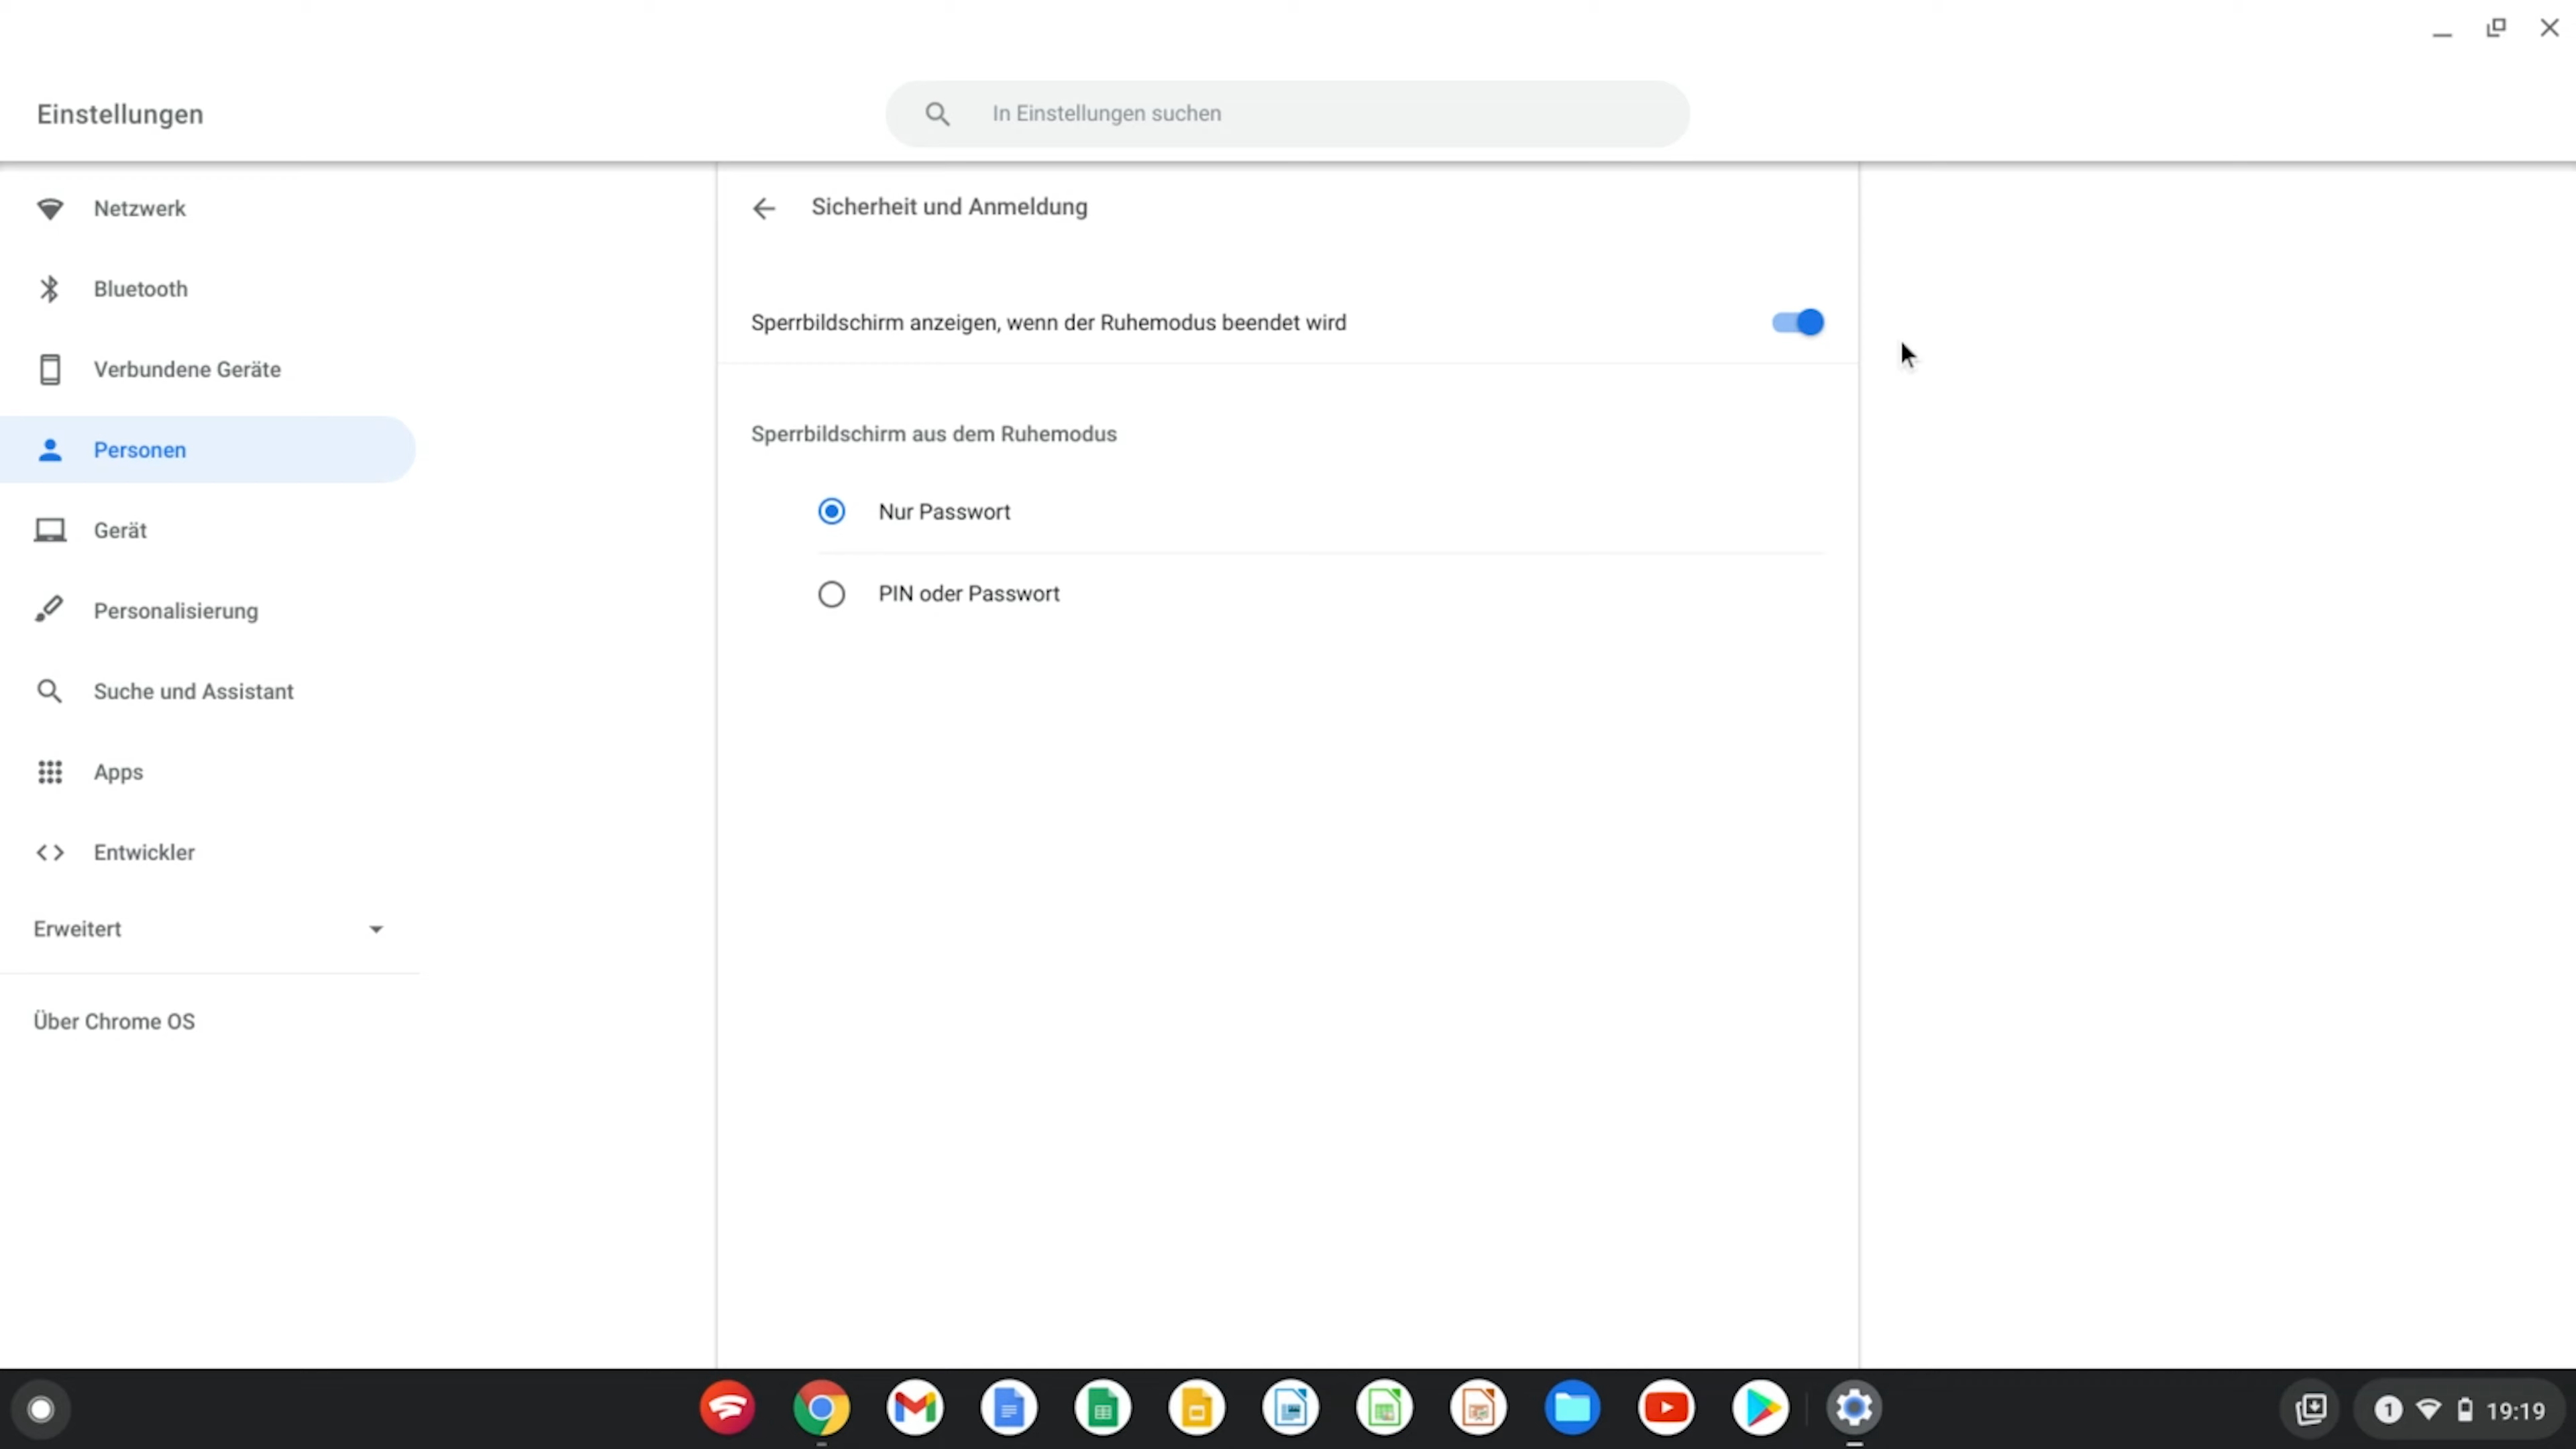 Einstellungen
In Einstellungen suchen
Netzwerk
Bluetooth
Verbundene Geräte
Personen
Gerät
Personalisierung
Suche und Assistant
Apps
Entwickler
Erweitert
Über Chrome OS
Sicherheit und Anmeldung
Sperrbildschirm anzeigen, wenn der Ruhemodus beendet wird
Sperrbildschirm aus dem Ruhemodus
Nur Passwort
PIN oder Passwort
1 19:19